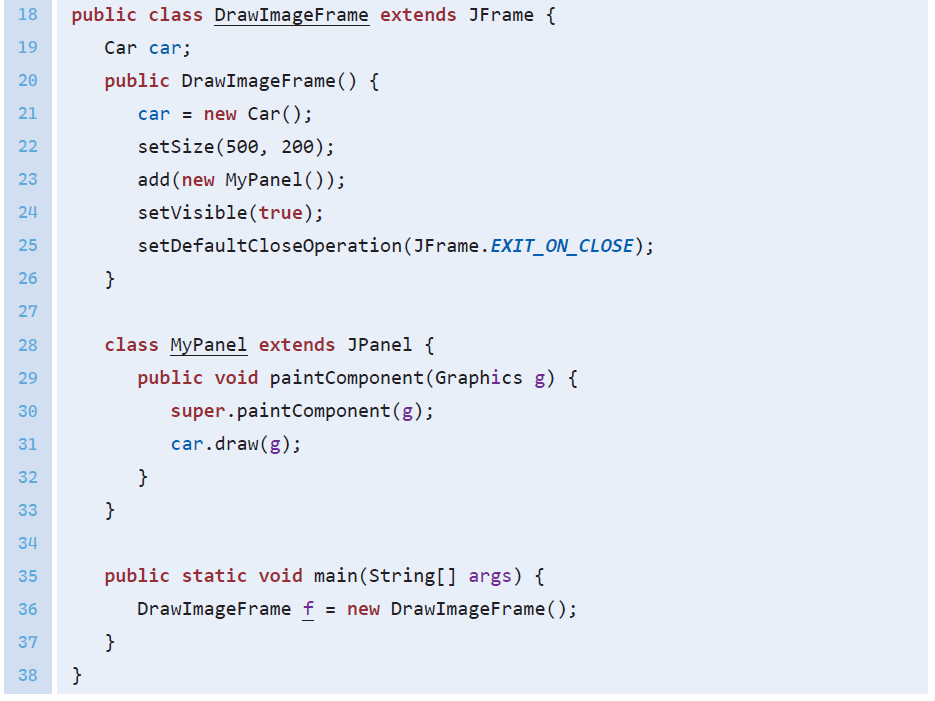 18 public class DrawImageFrame extends JFrame {
19    Car car;
20    public DrawImageFrame() {
21       car = new Car();
22       setSize(500, 200);
23       add(new MyPanel());
24       setVisible(true);
25       setDefaultCloseOperation(JFrame.EXIT_ON_CLOSE);
26    }
27
28    class MyPanel extends JPanel {
29       public void paintComponent(Graphics g) {
30          super.paintComponent(g);
31          car.draw(g);
32       }
33    }
34
35    public static void main(String[] args) {
36       DrawImageFrame f = new DrawImageFrame();
37    }
38 }